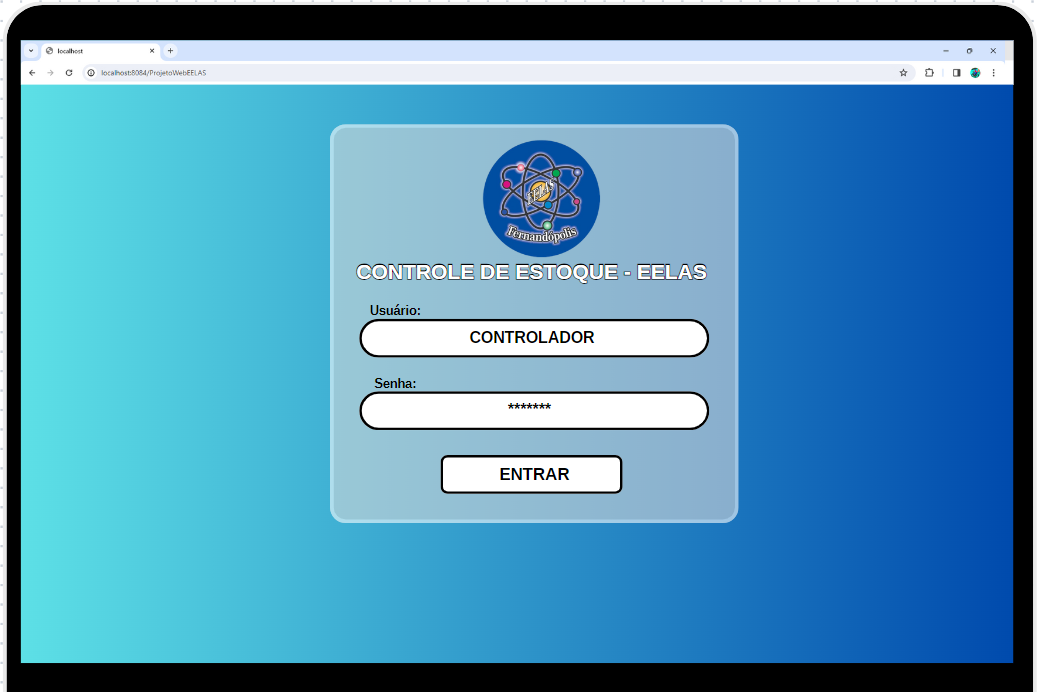 localhost
localhost:8084/ProjetoWebEELAS
EELAS
Fernandópolis
CONTROLE DE ESTOQUE - EELAS
Usuário:
CONTROLADOR
Senha:
*******
ENTRAR